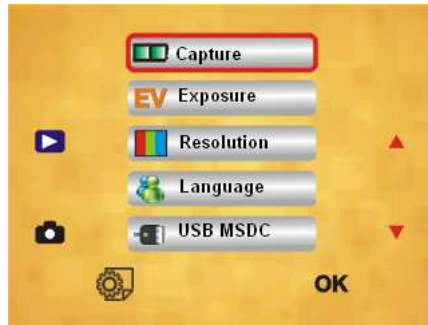 Capture
EV Exposure
Resolution
Language
USB MSDC
OK